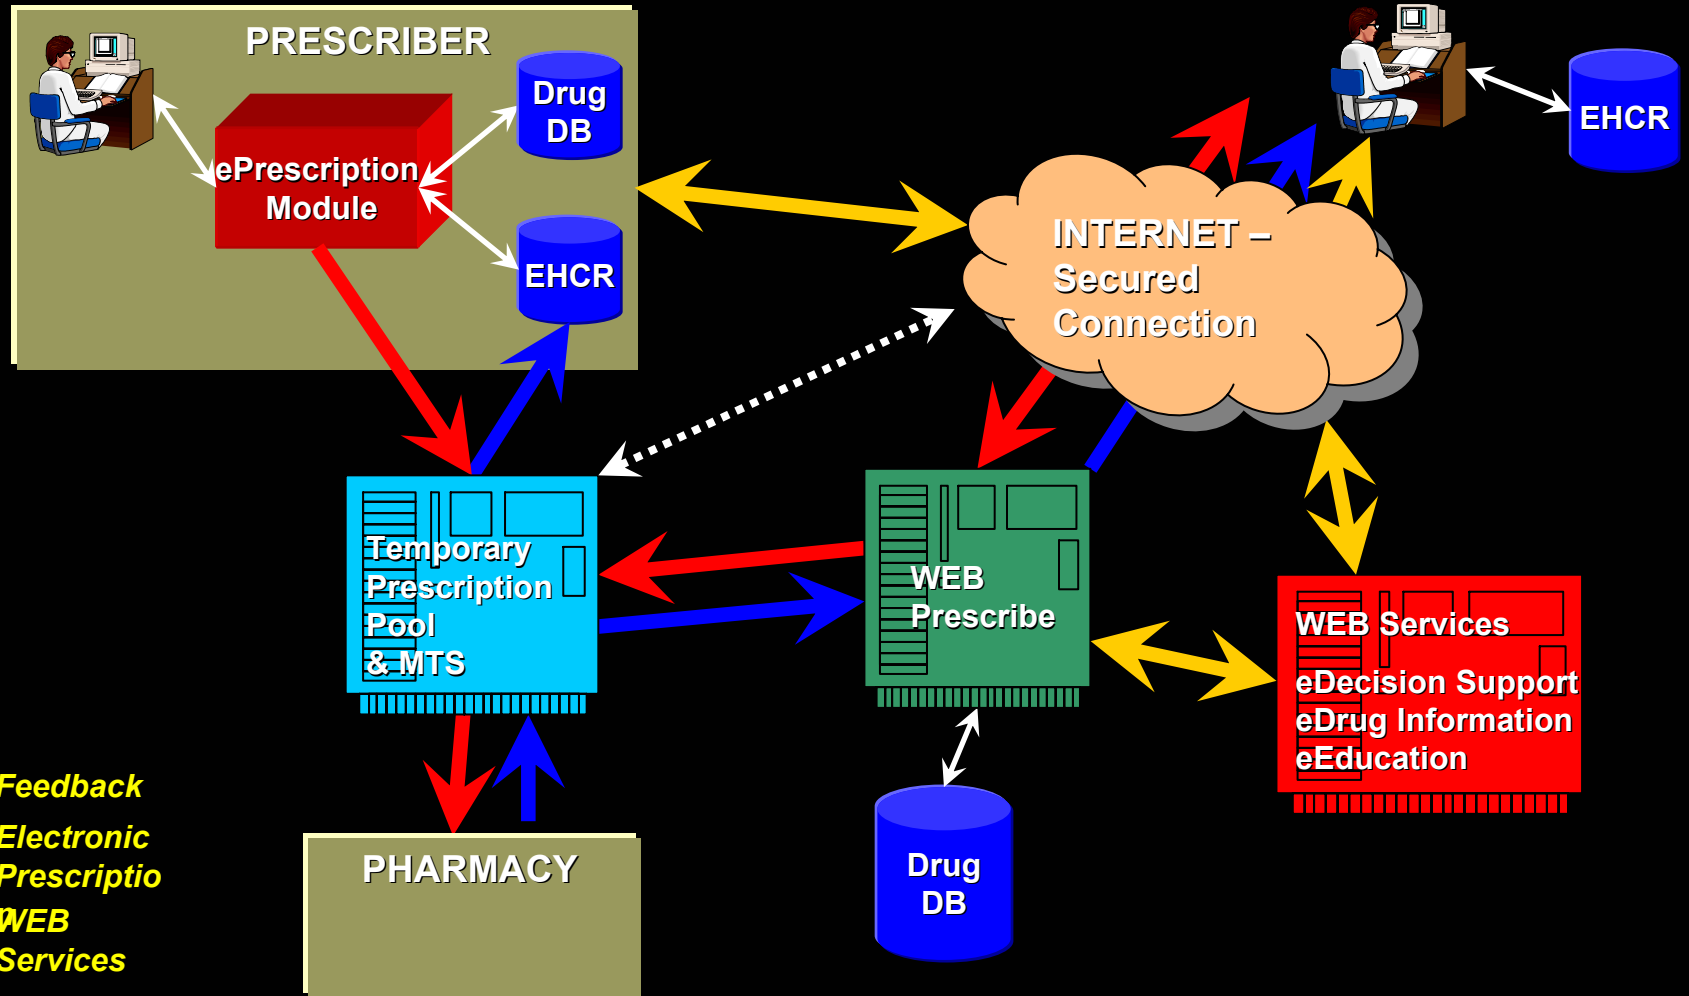 PRESCRIBER
Drug
DB
ePrescription
Module
EHCR
EHCR
INTERNET –
Secured
Connection
Temporary
Prescription
Pool
& MTS
WEB
Prescribe
WEB Services
eDecision Support
eDrug Information
eEducation
Feedback
Electronic
Prescriptio
n
WEB
Services
PHARMACY
Drug
DB